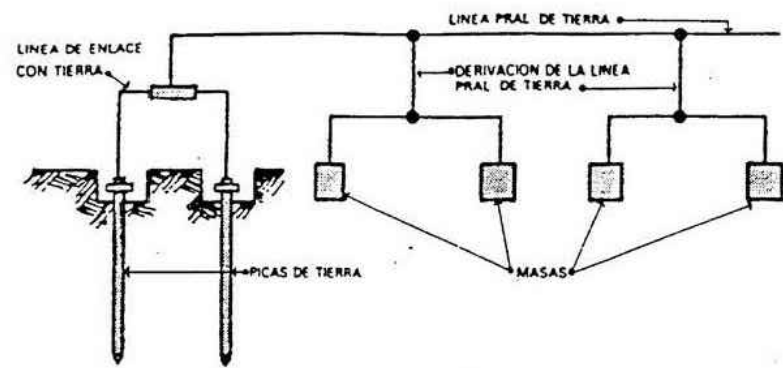 LINEA PRAL DE TIERRA
LINEA DE ENLACE
CON TIERRA
DERIVACION DE LA LINEA
PRAL DE TIERRA
PICAS DE TIERRA
MASAS